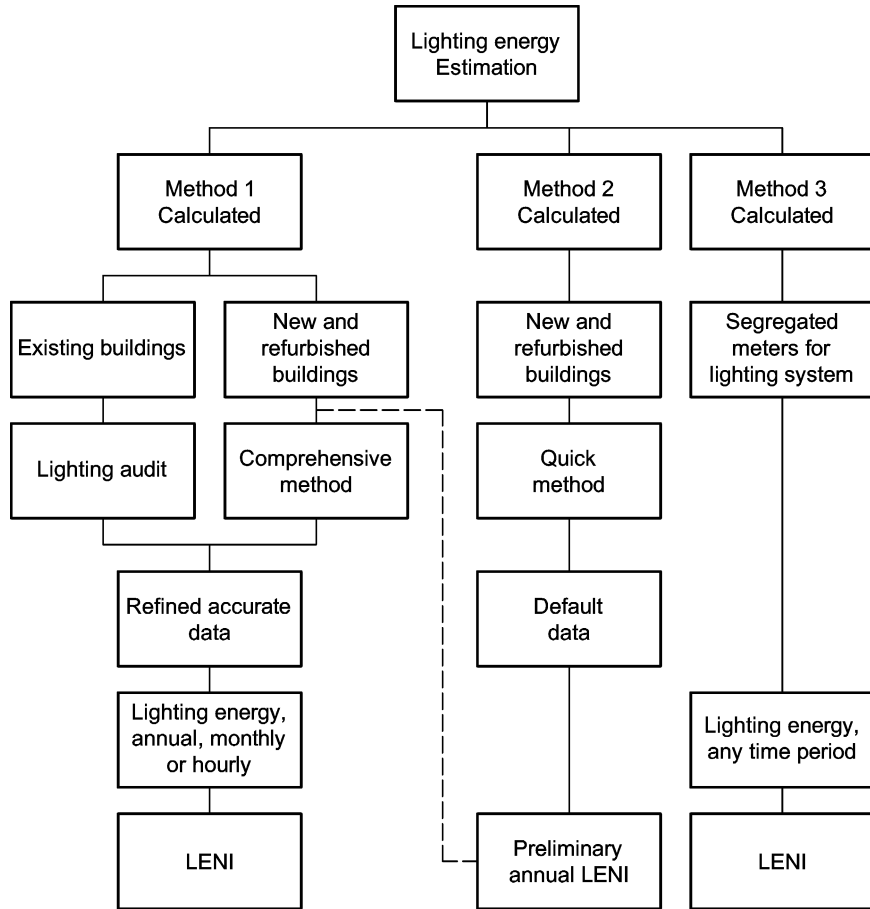 Lighting energy
Estimation
Method 1
Calculated
Method 2
Calculated
Method 3
Calculated
Existing buildings
New and
refurbished
buildings
New and
refurbished
buildings
Segregated
meters for
lighting system
Lighting audit
Comprehensive
method
Quick
method
Refined accurate
data
Default
data
Lighting energy,
annual, monthly
or hourly
Lighting energy,
any time period
LENI
Preliminary
annual LENI
LENI